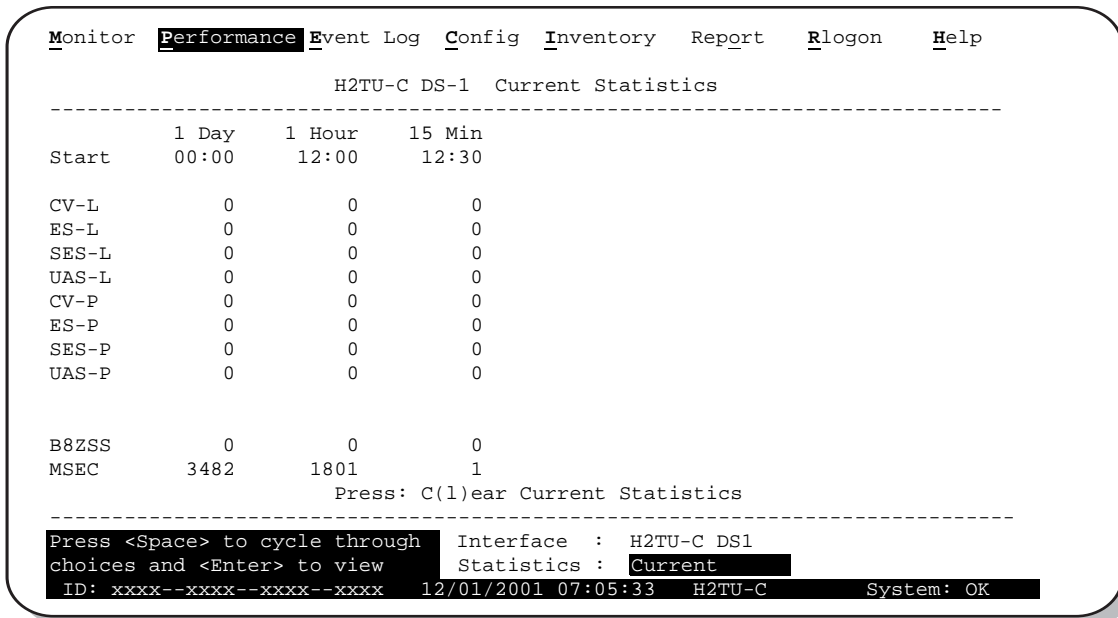 Monitor Performance Event Log Config Inventory Report Rlogon Help
H2TU-C DS-1 Current Statistics
--------------------------------------------------------------------------------
1 Day 1 Hour 15 Min
Start 00:00 12:00 12:30
CV-L 0 0 0
ES-L 0 0 0
SES-L 0 0 0
UAS-L 0 0 0
CV-P 0 0 0
ES-P 0 0 0
SES-P 0 0 0
UAS-P 0 0 0
B8ZSS 0 0 0
MSEC 3482 1801 1
Press: C(l)ear Current Statistics
--------------------------------------------------------------------------------
Press <Space> to cycle through Interface : H2TU-C DS1
choices and <Enter> to view Statistics : Current
ID: xxxx--xxxx--xxxx--xxxx 12/01/2001 07:05:33 H2TU-C System: OK